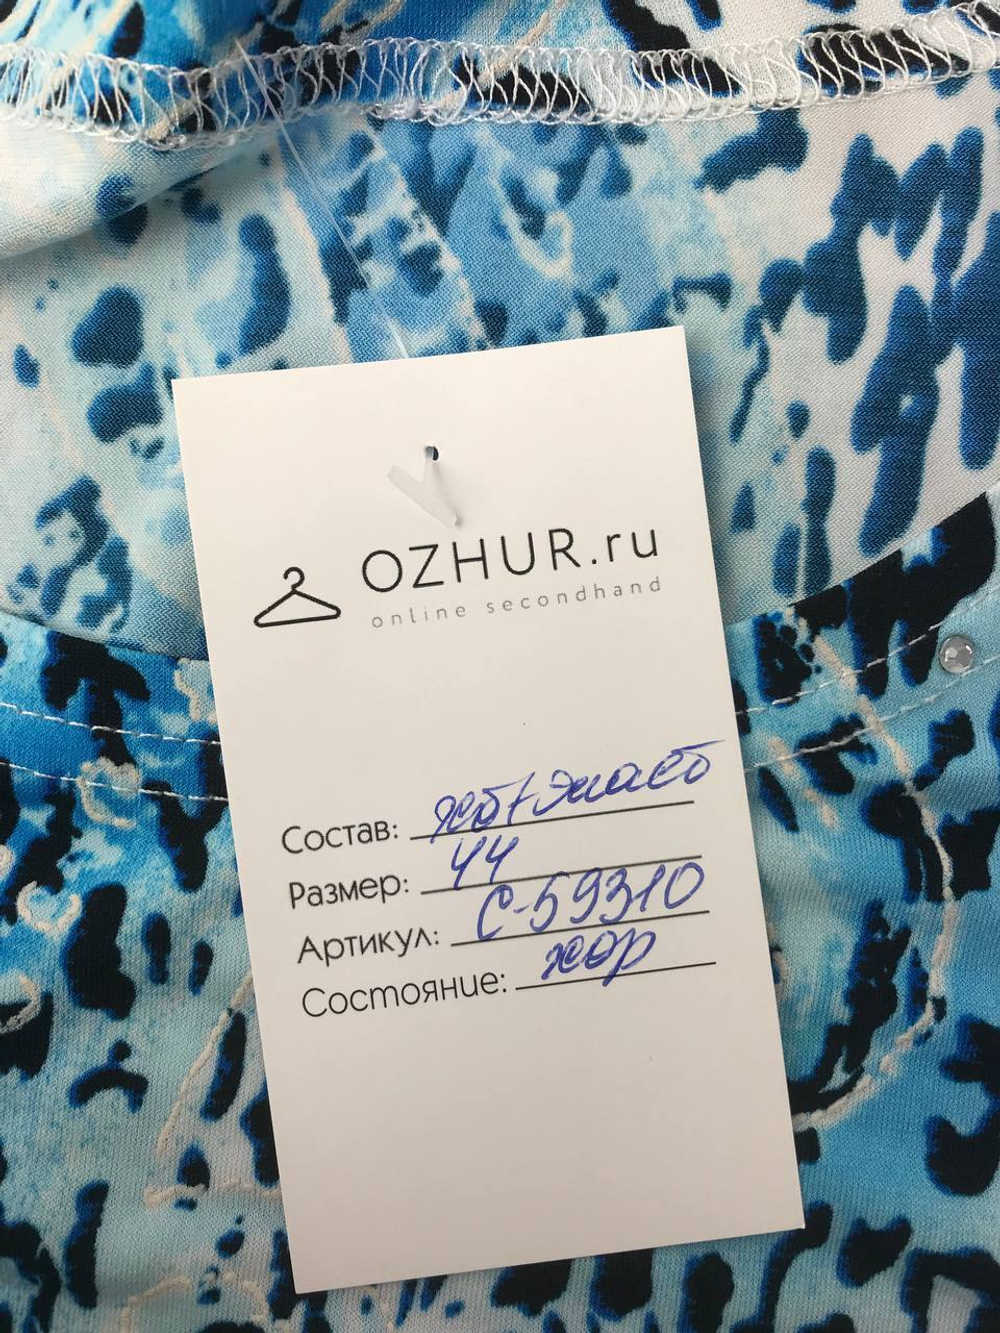 OZHUR.ru
online secondhand
Состав: хб/эласт
Размер: 44
Артикул: С-59310
Состояние: хор